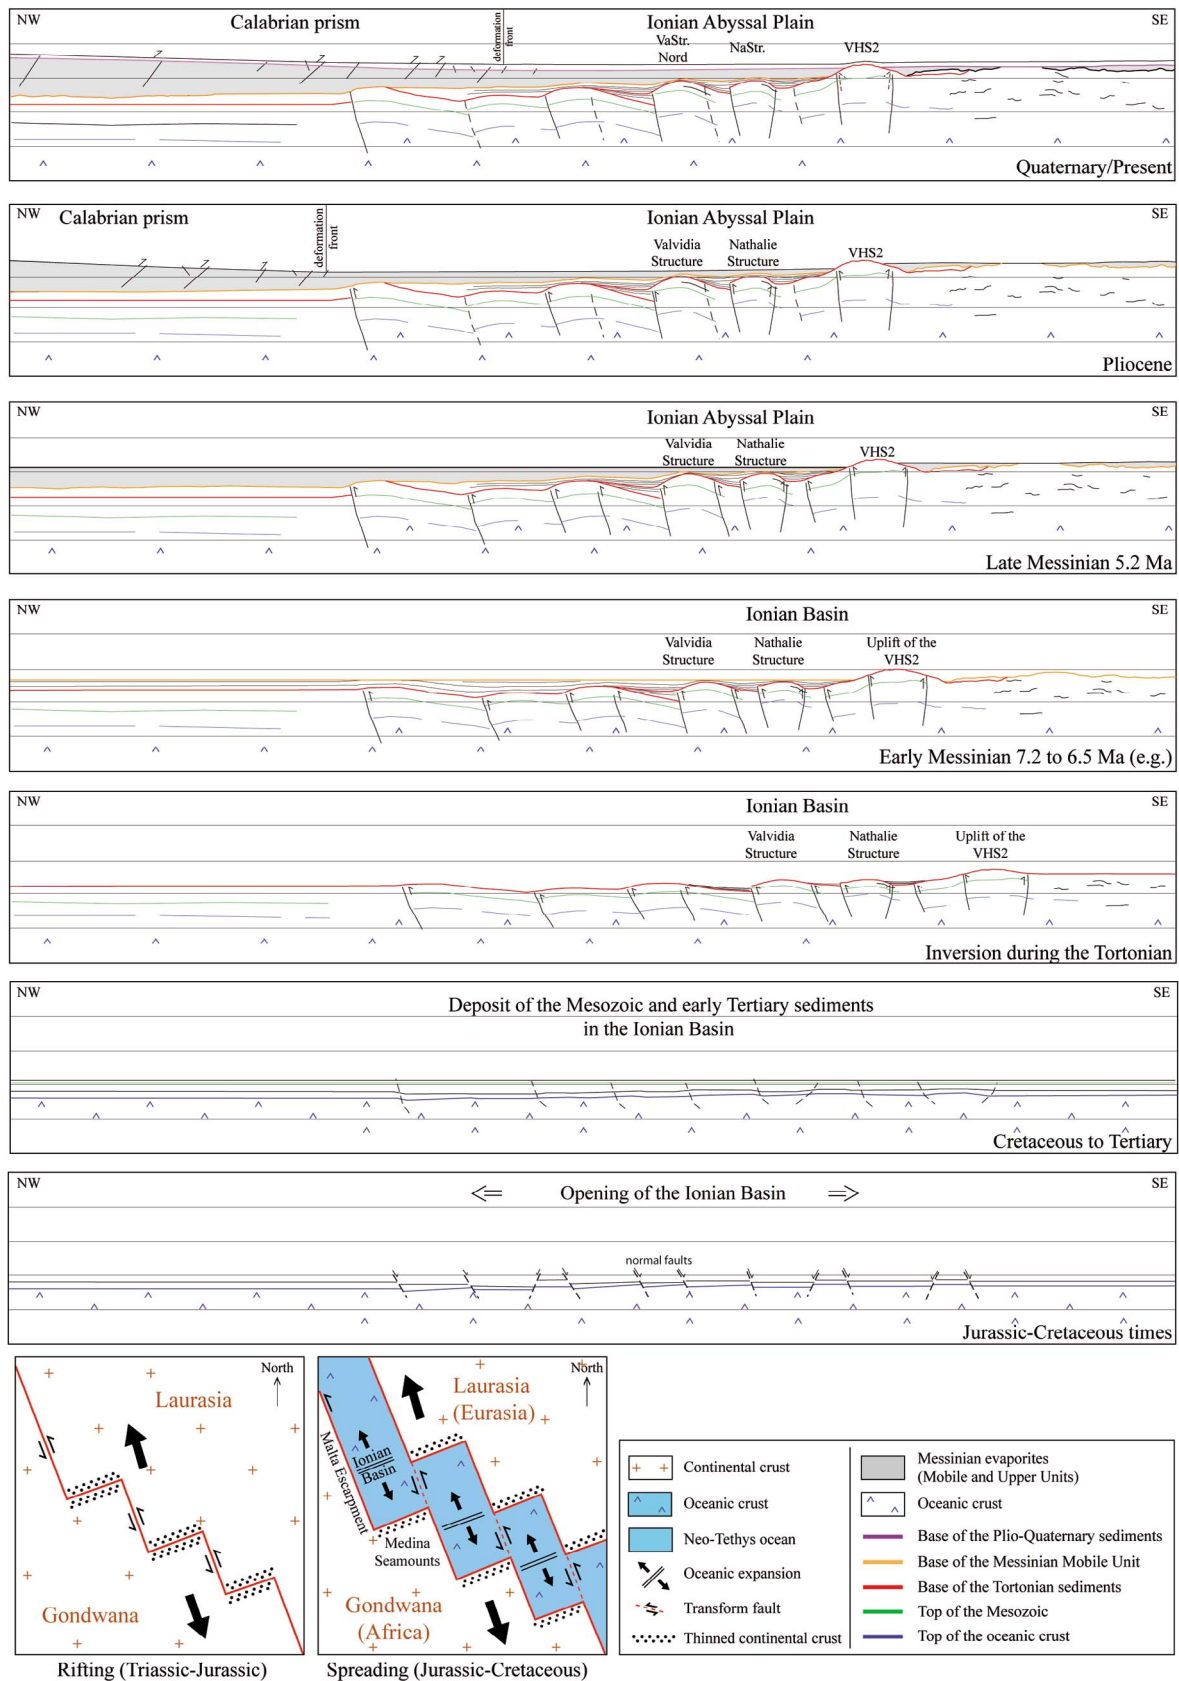 NW
Calabrian prism
deformation
front
Ionian Abyssal Plain
SE
VaStr.
Nord
NaStr.
VHS2
Quaternary/Present
NW
Calabrian prism
deformation
front
Ionian Abyssal Plain
SE
Valvidia
Structure
Nathalie
Structure
VHS2
Pliocene
NW
Ionian Abyssal Plain
SE
Valvidia
Structure
Nathalie
Structure
VHS2
Late Messinian 5.2 Ma
NW
Ionian Basin
SE
Valvidia
Structure
Nathalie
Structure
Uplift of the
VHS2
Early Messinian 7.2 to 6.5 Ma (e.g.)
NW
Ionian Basin
SE
Valvidia
Structure
Nathalie
Structure
Uplift of the
VHS2
Inversion during the Tortonian
NW
Deposit of the Mesozoic and early Tertiary sediments
in the Ionian Basin
SE
Cretaceous to Tertiary
NW
Opening of the Ionian Basin
SE
normal faults
Jurassic-Cretaceous times
North
Laurasia
Gondwana
Rifting (Triassic-Jurassic)
North
Laurasia
(Eurasia)
Malta Escarpment
Ionian
Basin
Medina
Seamounts
Gondwana
(Africa)
Spreading (Jurassic-Cretaceous)
Continental crust
Oceanic crust
Neo-Tethys ocean
Oceanic expansion
Transform fault
Thinned continental crust
Messinian evaporites
(Mobile and Upper Units)
Oceanic crust
Base of the Plio-Quaternary sediments
Base of the Messinian Mobile Unit
Base of the Tortonian sediments
Top of the Mesozoic
Top of the oceanic crust